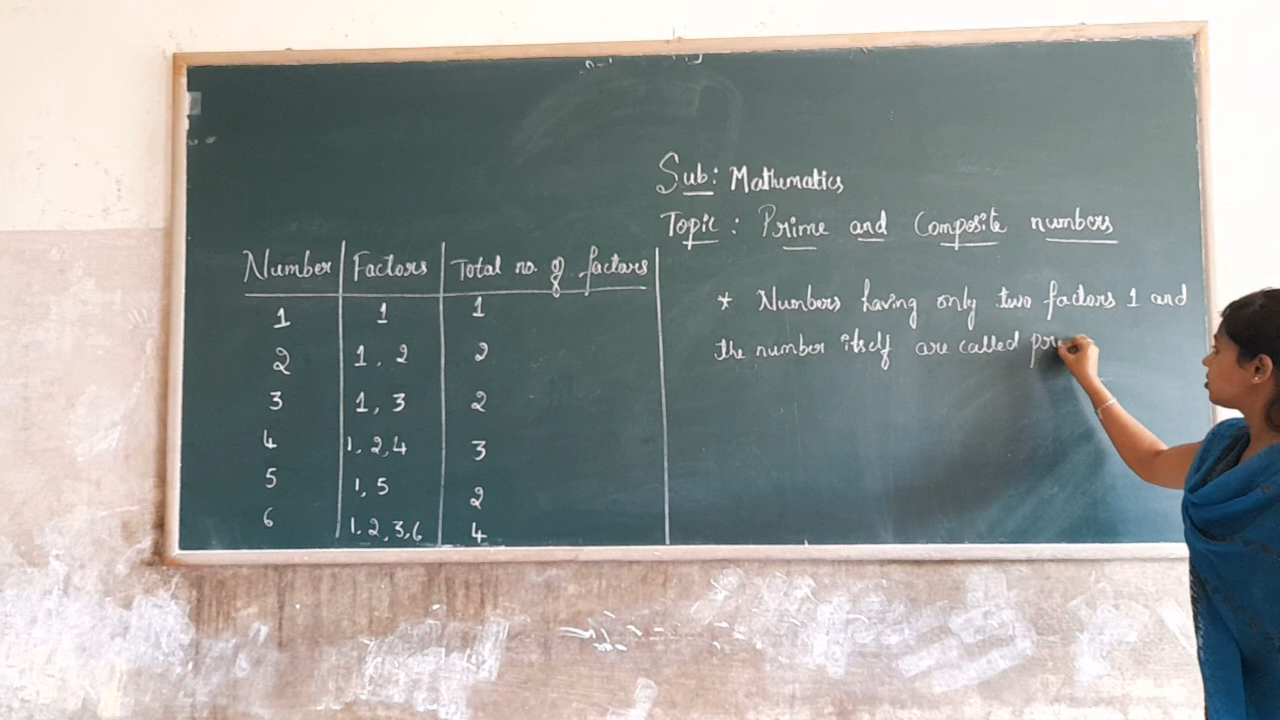 Sub: Mathematics
Topic: Prime and Composite numbers
Number Factors Total no. of factors
1 1 1
2 1, 2 2
3 1, 3 2
4 1, 2, 4 3
5 1, 5 2
6 1, 2, 3, 6 4
* Numbers having only two factors 1 and
the number itself are called pri